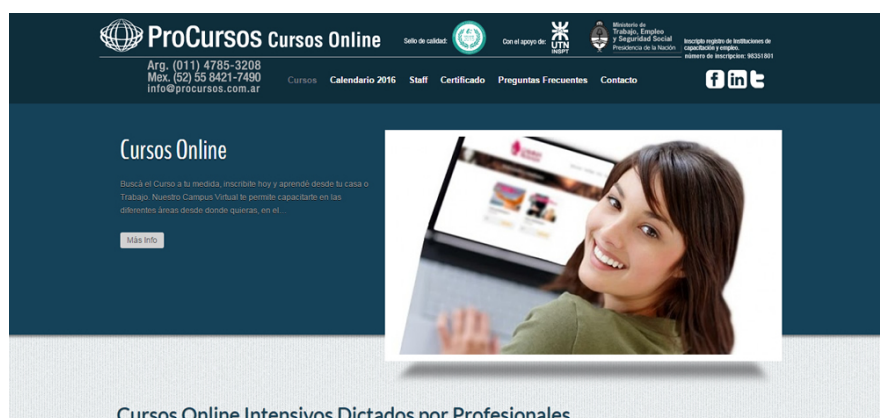 ProCursos Cursos Online
Sello de calidad:
Con el apoyo de:
UTN
INSPT
Ministerio de
Trabajo, Empleo
y Seguridad Social
Presidencia de la Nación
Inscripto registro de Instituciones de
capacitación y empleo.
número de inscripcion: 98351801
Arg. (011) 4785-3208
Mex. (52) 55 8421-7490
info@procursos.com.ar
Cursos Calendario 2016 Staff Certificado Preguntas Frecuentes Contacto
Cursos Online
Buscá el Curso a tu medida, inscribite hoy y aprendé desde tu casa o
Trabajo. Nuestro Campus Virtual te permite capacitarte en las
diferentes áreas desde donde quieras, en el...
Más Info
Cursos Online Intensivos Dictados por Profesionales